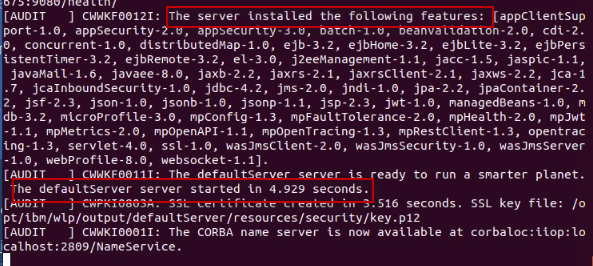 675:9080/health/
[AUDIT   ] CWWKF0012I: The server installed the following features: [appClientSup
port-1.0, appSecurity-2.0, appSecurity-3.0, batch-1.0, beanValidation-2.0, cdi-2.
0, concurrent-1.0, distributedMap-1.0, ejb-3.2, ejbHome-3.2, ejbLite-3.2, ejbPers
istentTimer-3.2, ejbRemote-3.2, el-3.0, j2eeManagement-1.1, jacc-1.5, jaspic-1.1,
 javaMail-1.6, javaee-8.0, jaxb-2.2, jaxrs-2.1, jaxrsClient-2.1, jaxws-2.2, jca-1
.7, jcaInboundSecurity-1.0, jdbc-4.2, jms-2.0, jndi-1.0, jpa-2.2, jpaContainer-2.
2, jsf-2.3, json-1.0, jsonb-1.0, jsonp-1.1, jsp-2.3, jwt-1.0, managedBeans-1.0, m
db-3.2, microProfile-3.0, mpConfig-1.3, mpFaultTolerance-2.0, mpHealth-2.0, mpJwt
-1.1, mpMetrics-2.0, mpOpenAPI-1.1, mpOpenTracing-1.3, mpRestClient-1.3, opentrac
ing-1.3, servlet-4.0, ssl-1.0, wasJmsClient-2.0, wasJmsSecurity-1.0, wasJmsServer
-1.0, webProfile-8.0, websocket-1.1].
[AUDIT   ] CWWKF0011I: The defaultServer server is ready to run a smarter planet.
 The defaultServer server started in 4.929 seconds.
[AUDIT   ] CWPKI0803A: SSL certificate created in 3.516 seconds. SSL key file: /o
pt/ibm/wlp/output/defaultServer/resources/security/key.p12
[AUDIT   ] CWWKI0001I: The CORBA name server is now available at corbaloc:iiop:lo
calhost:2809/NameService.